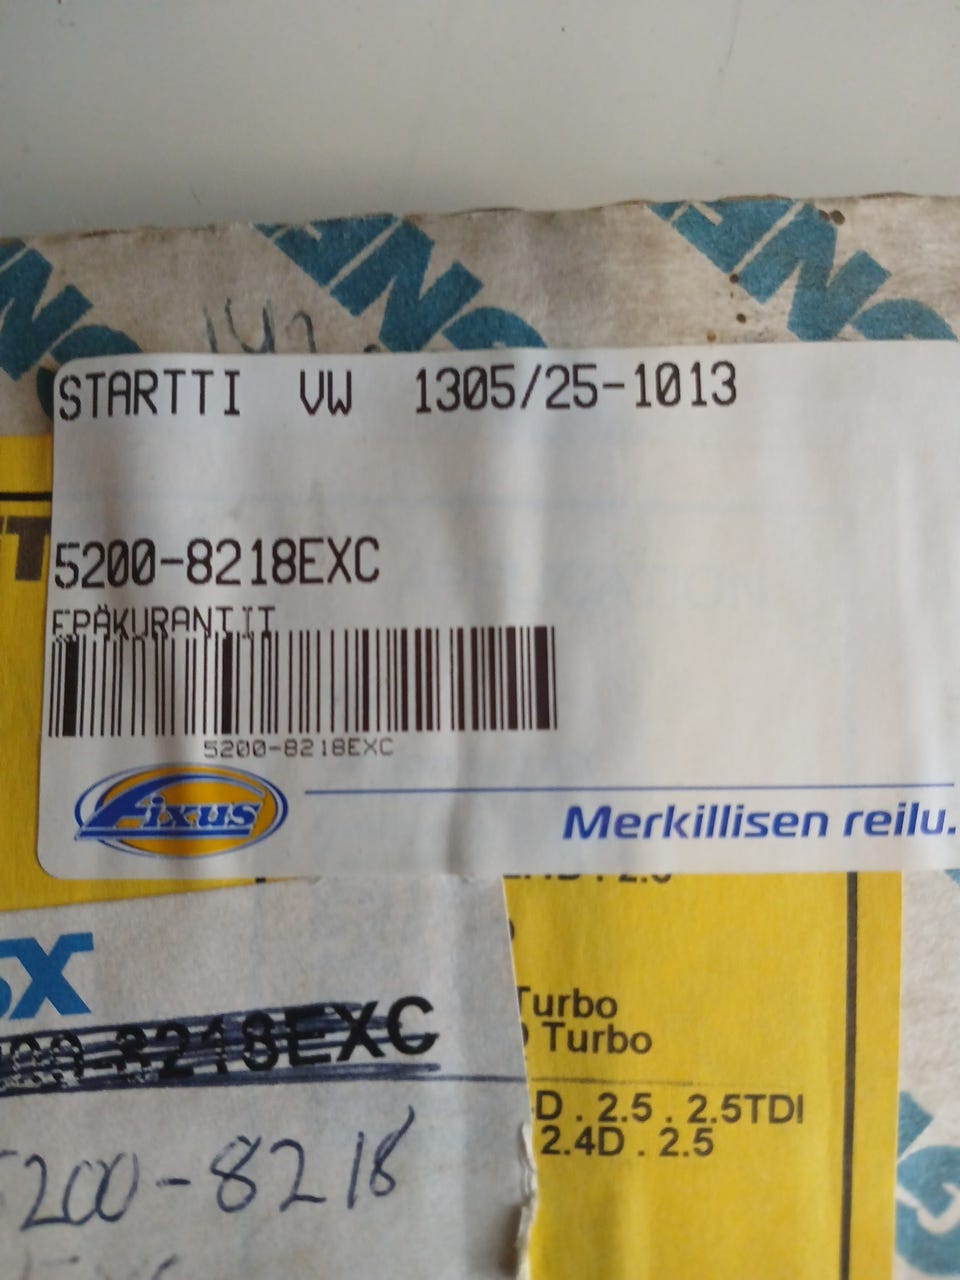 STARTTI VW 1305/25-1013
5200-8218EXC
EPÄKURANTIT
5200-8218EXC
Fixus
Merkillisen reilu.
Turbo
Turbo
8218EXC
D . 2.5 . 2.5TDI
2.4D . 2.5
5200-8218